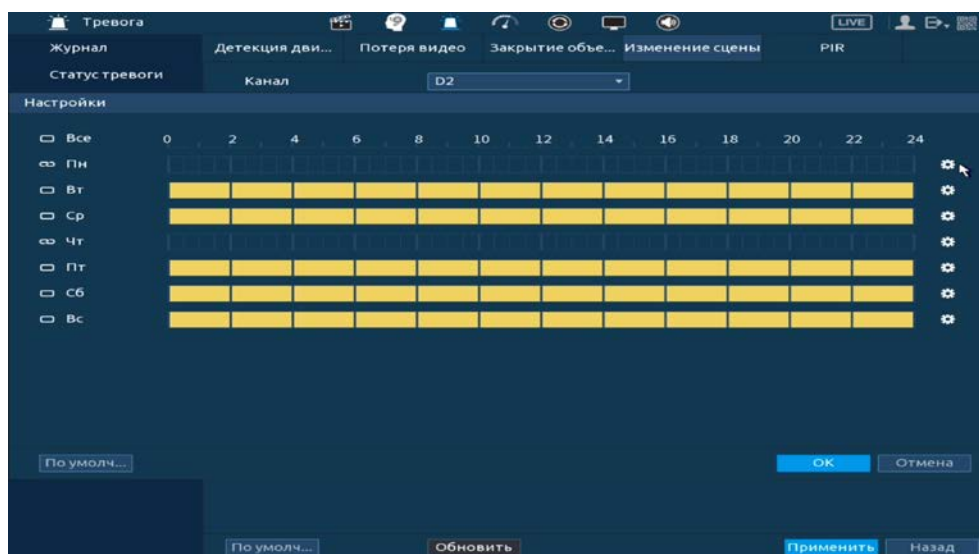 Тревога LIVE
Журнал Детекция дви... Потеря видео Закрытие объе... Изменение сцены PIR
Статус тревоги Канал D2
Настройки
Все 0 2 4 6 8 10 12 14 16 18 20 22 24
Пн
Вт
Ср
Чт
Пт
Сб
Вс
По умолч... OK Отмена
По умолч... Обновить Применить Назад